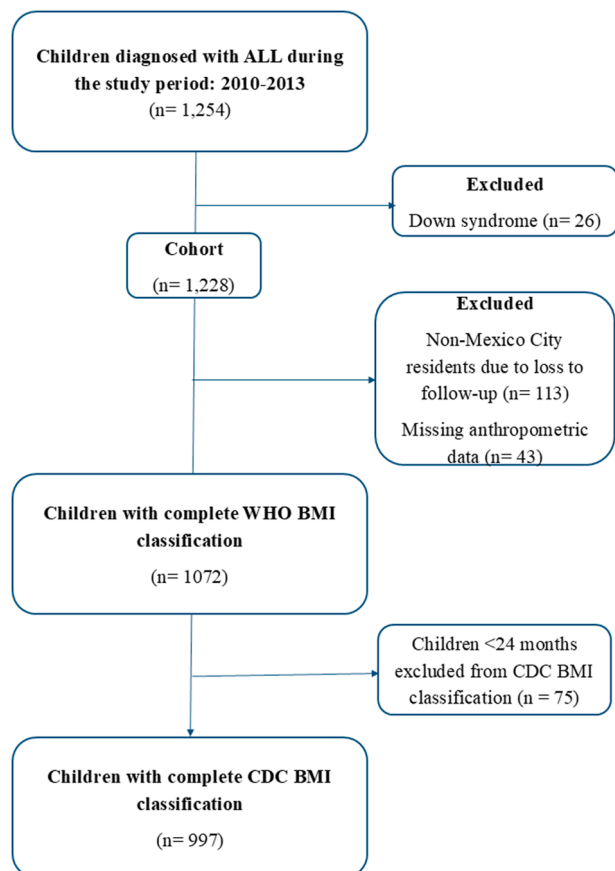 Children diagnosed with ALL during
the study period: 2010-2013
(n= 1,254)
Excluded
Down syndrome (n= 26)
Cohort
(n= 1,228)
Excluded
Non-Mexico City
residents due to loss to
follow-up (n= 113)
Missing anthropometric
data (n= 43)
Children with complete WHO BMI
classification
(n= 1072)
Children <24 months
excluded from CDC BMI
classification (n = 75)
Children with complete CDC BMI
classification
(n= 997)